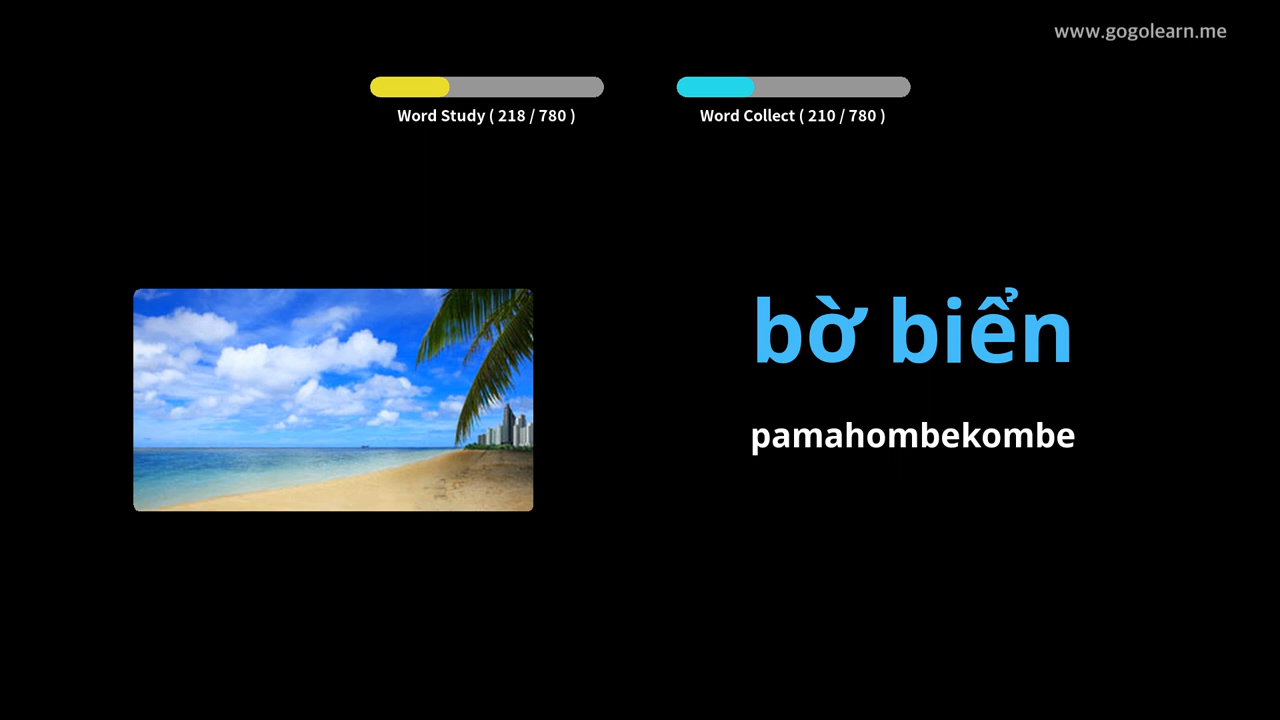 www.gogolearn.me
Word Study ( 218 / 780 )
Word Collect ( 210 / 780 )
bờ biển
pamahombekombe